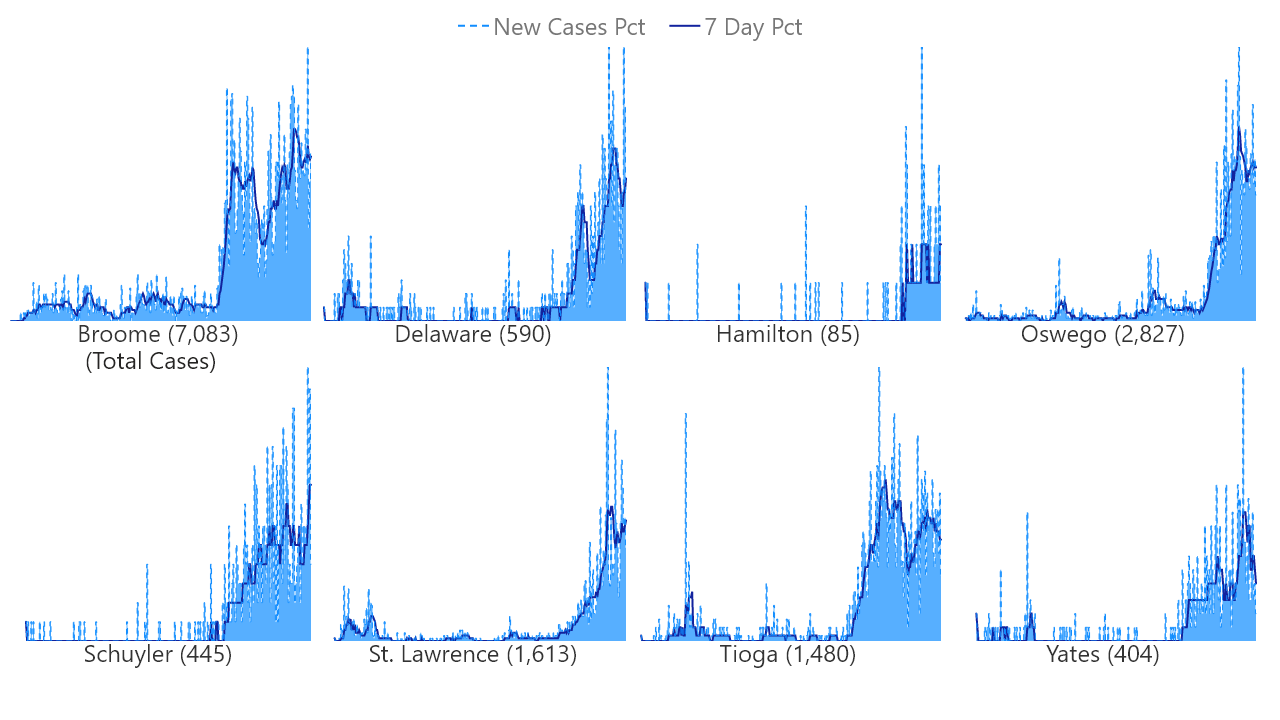 New Cases Pct 7 Day Pct
Broome (7,083)
(Total Cases)
Delaware (590)
Hamilton (85)
Oswego (2,827)
Schuyler (445)
St. Lawrence (1,613)
Tioga (1,480)
Yates (404)